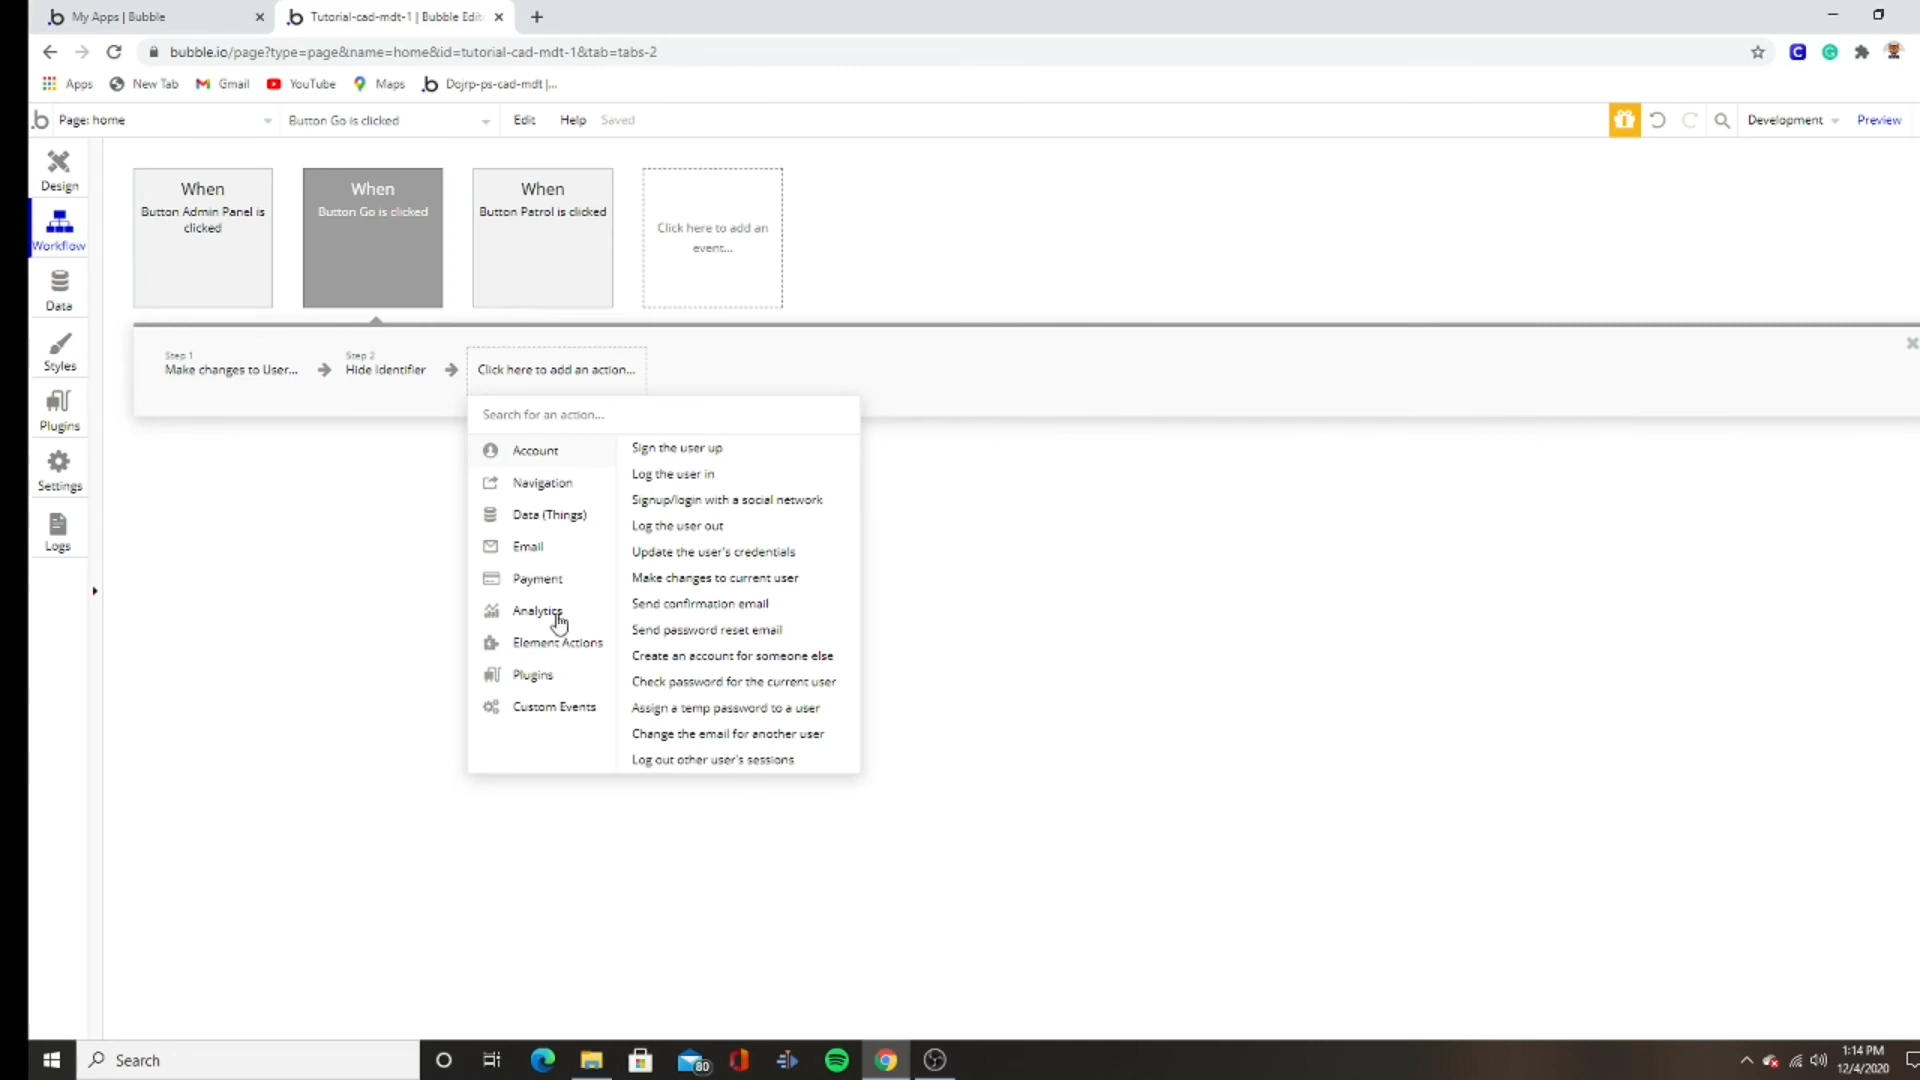 My Apps | Bubble
Tutorial-cad-mdt-1 | Bubble Edit
bubble.io/page?type=page&name=home&id=tutorial-cad-mdt-1&tab=tabs-2
Apps
New Tab
Gmail
YouTube
Maps
Dojrp-ps-cad-mdt |...
Page: home
Button Go is clicked
Edit
Help
Saved
Development
Preview
Design
Workflow
Data
Styles
Plugins
Settings
Logs
When
Button Admin Panel is
clicked
When
Button Go is clicked
When
Button Patrol is clicked
Click here to add an
event...
Step 1
Make changes to User...
Step 2
Hide Identifier
Click here to add an action...
Search for an action...
Account
Navigation
Data (Things)
Email
Payment
Analytics
Element Actions
Plugins
Custom Events
Sign the user up
Log the user in
Signup/login with a social network
Log the user out
Update the user's credentials
Make changes to current user
Send confirmation email
Send password reset email
Create an account for someone else
Check password for the current user
Assign a temp password to a user
Change the email for another user
Log out other user's sessions
Search
80
1:14 PM
12/4/2020